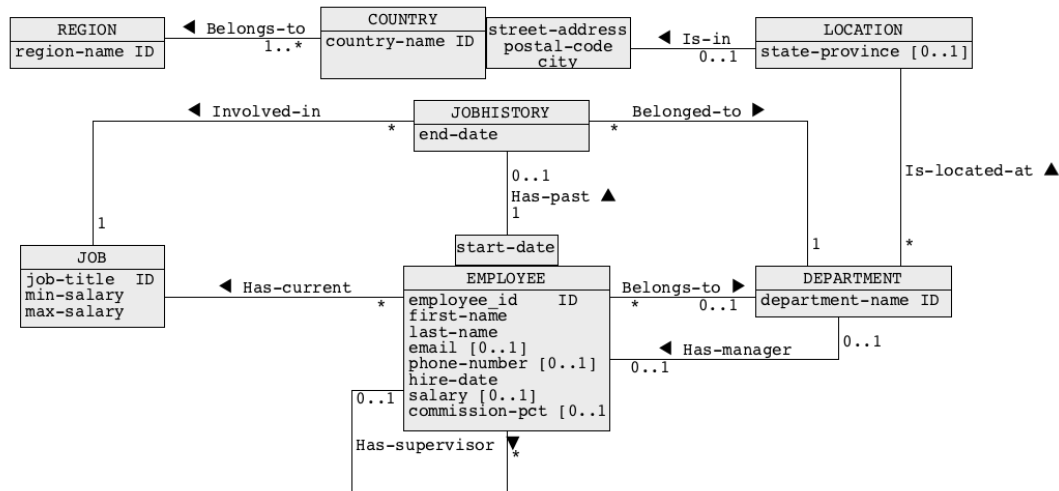 REGION
region-name ID
◄ Belongs-to
1..*
COUNTRY
country-name ID
street-address
postal-code
city
◄ Is-in
0..1
LOCATION
state-province [0..1]
◄ Involved-in
*
JOBHISTORY
end-date
Belonged-to ►
*
0..1
Has-past ▲
1
Is-located-at ▲
1
1
*
start-date
JOB
job-title ID
min-salary
max-salary
◄ Has-current
*
EMPLOYEE
employee_id ID
first-name
last-name
email [0..1]
phone-number [0..1]
hire-date
salary [0..1]
commission-pct [0..1
Belongs-to ►
*
0..1
DEPARTMENT
department-name ID
◄ Has-manager
0..1
0..1
0..1
Has-supervisor ▼
*